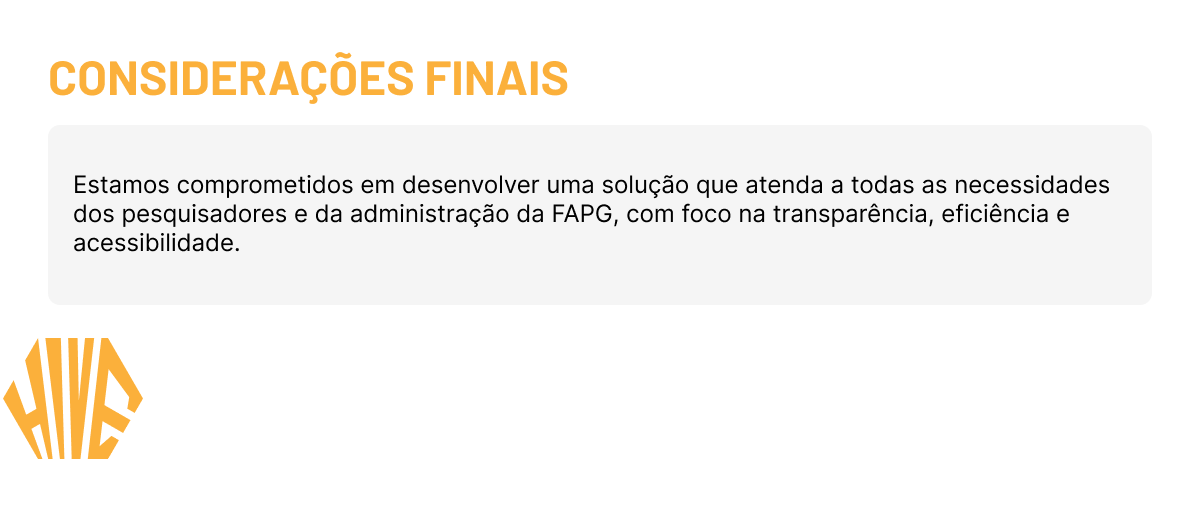 CONSIDERAÇÕES FINAIS
Estamos comprometidos em desenvolver uma solução que atenda a todas as necessidades
dos pesquisadores e da administração da FAPG, com foco na transparência, eficiência e
acessibilidade.
HIVE